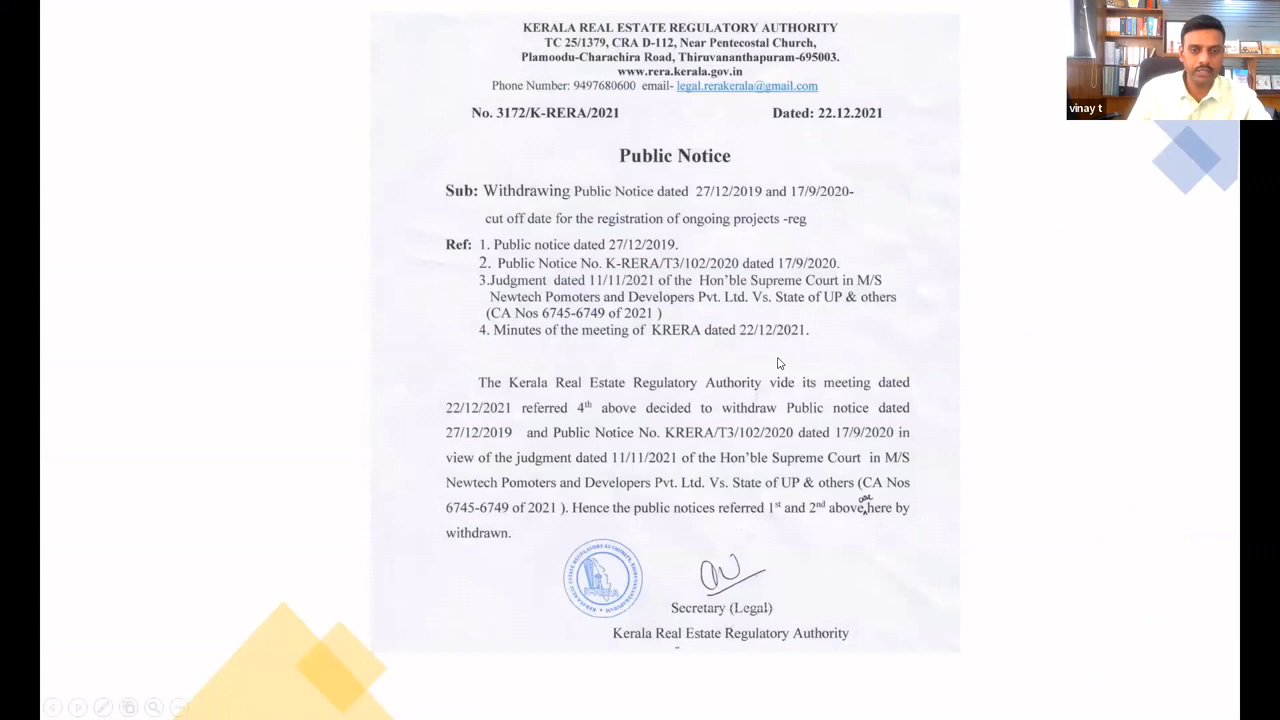 KERALA REAL ESTATE REGULATORY AUTHORITY
TC 25/1379, CRA D-112, Near Pentecostal Church,
Plamoodu-Charachira Road, Thiruvananthapuram-695003.
www.rera.kerala.gov.in
Phone Number: 9497680600 email- legal.rerakerala@gmail.com
No. 3172/K-RERA/2021 Dated: 22.12.2021
Public Notice
Sub: Withdrawing Public Notice dated 27/12/2019 and 17/9/2020-
cut off date for the registration of ongoing projects -reg
Ref: 1. Public notice dated 27/12/2019.
2. Public Notice No. K-RERA/T3/102/2020 dated 17/9/2020.
3.Judgment dated 11/11/2021 of the Hon'ble Supreme Court in M/S
Newtech Pomoters and Developers Pvt. Ltd. Vs. State of UP & others
(CA Nos 6745-6749 of 2021 )
4. Minutes of the meeting of KRERA dated 22/12/2021.
The Kerala Real Estate Regulatory Authority vide its meeting dated
22/12/2021 referred 4th above decided to withdraw Public notice dated
27/12/2019 and Public Notice No. KRERA/T3/102/2020 dated 17/9/2020 in
view of the judgment dated 11/11/2021 of the Hon'ble Supreme Court in M/S
Newtech Pomoters and Developers Pvt. Ltd. Vs. State of UP & others (CA Nos
6745-6749 of 2021 ). Hence the public notices referred 1st and 2nd above are here by
withdrawn.
Secretary (Legal)
Kerala Real Estate Regulatory Authority
vinay t